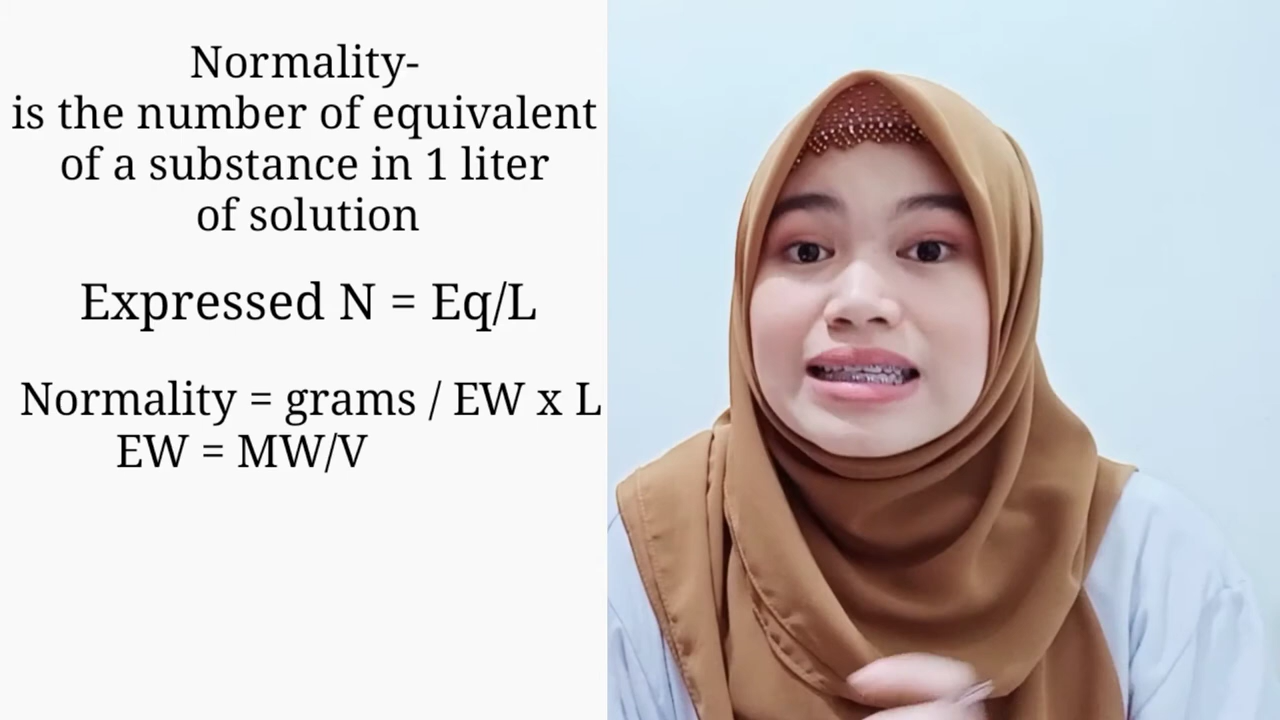 Normality-
is the number of equivalent
of a substance in 1 liter
of solution
Expressed N = Eq/L
Normality = grams / EW x L
EW = MW/V